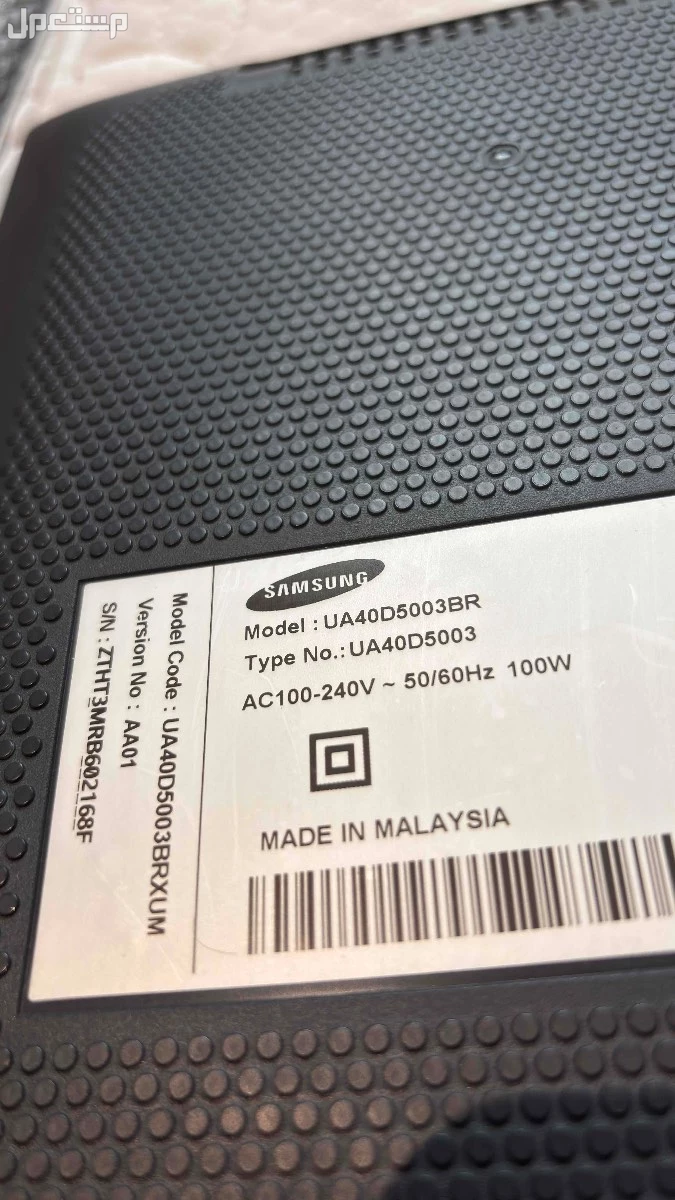 مستعمل
SAMSUNG
Model : UA40D5003BR
Type No.:UA40D5003
AC100-240V ~ 50/60Hz 100W
MADE IN MALAYSIA
Model Code : UA40D5003BRXUM
Version No : AA01
S/N : ZTHT3MRB602168F